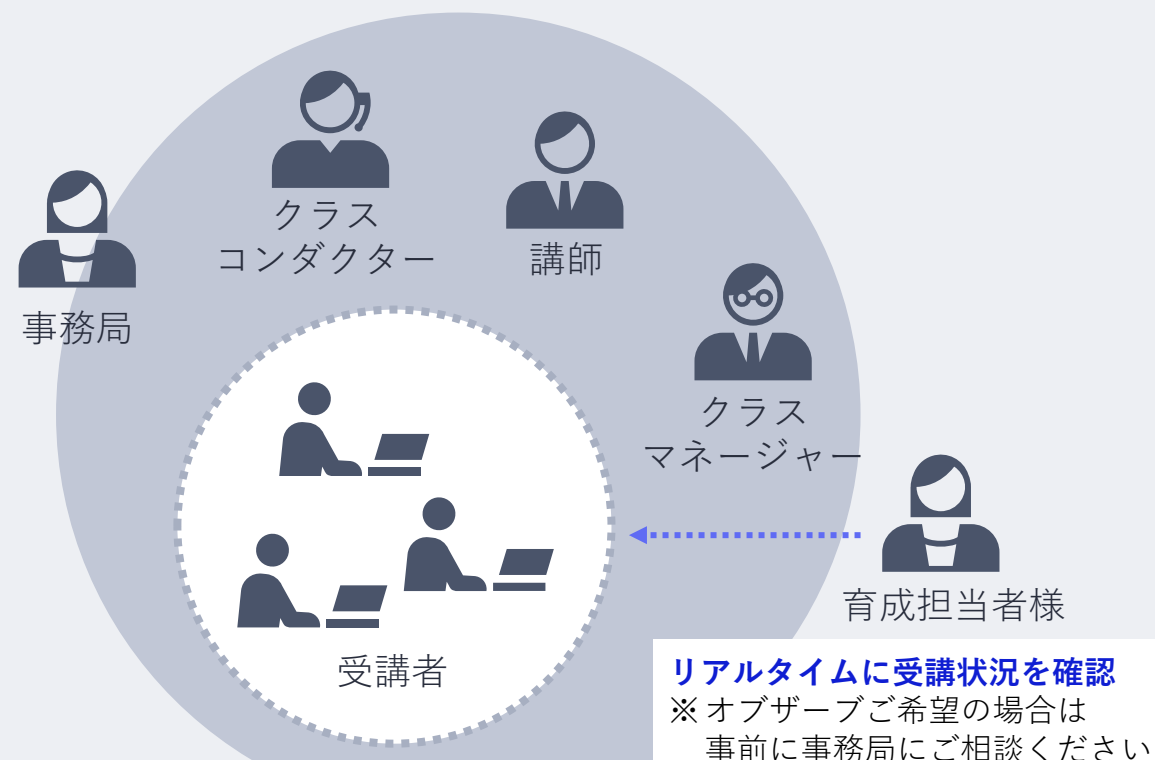 クラス
コンダクター
講師
事務局
クラス
マネージャー
育成担当者様
受講者
リアルタイムに受講状況を確認
※オブザーブご希望の場合は
事前に事務局にご相談ください